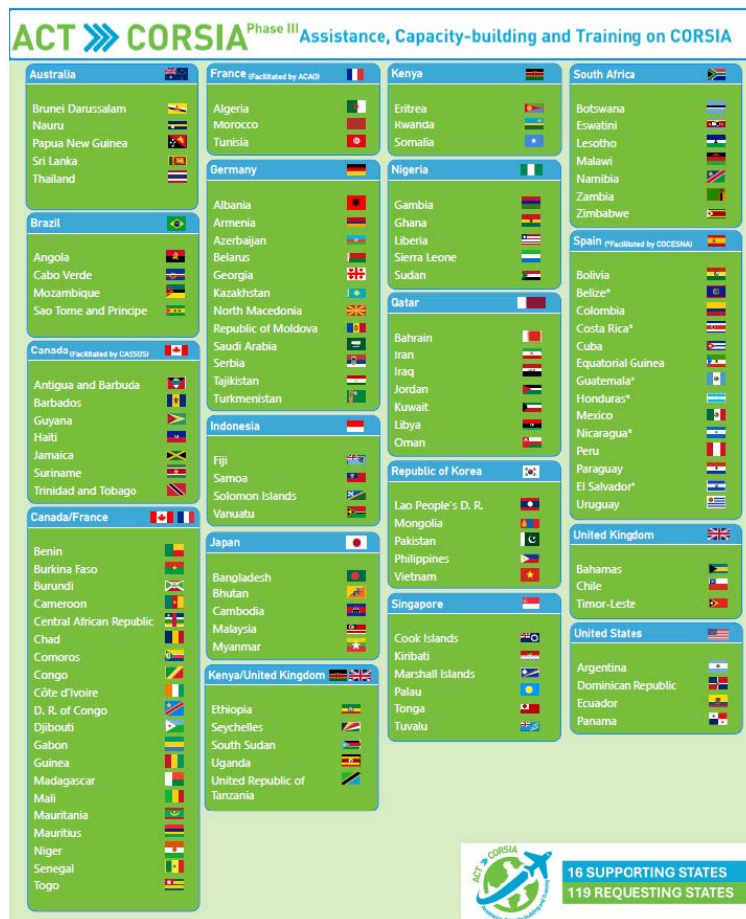 ACT CORSIA Phase III Assistance, Capacity-building and Training on CORSIA
Australia
Brunei Darussalam
Nauru
Papua New Guinea
Sri Lanka
Thailand
Brazil
Angola
Cabo Verde
Mozambique
Sao Tome and Principe
Canada (Facilitated by CASSOS)
Antigua and Barbuda
Barbados
Guyana
Haiti
Jamaica
Suriname
Trinidad and Tobago
Canada/France
Benin
Burkina Faso
Burundi
Cameroon
Central African Republic
Chad
Comoros
Congo
Côte d'Ivoire
D. R. of Congo
Djibouti
Gabon
Guinea
Madagascar
Mali
Mauritania
Mauritius
Niger
Senegal
Togo
France (Facilitated by ACAO)
Algeria
Morocco
Tunisia
Germany
Albania
Armenia
Azerbaijan
Belarus
Georgia
Kazakhstan
North Macedonia
Republic of Moldova
Saudi Arabia
Serbia
Tajikistan
Turkmenistan
Indonesia
Fiji
Samoa
Solomon Islands
Vanuatu
Japan
Bangladesh
Bhutan
Cambodia
Malaysia
Myanmar
Kenya/United Kingdom
Ethiopia
Seychelles
South Sudan
Uganda
United Republic of
Tanzania
Kenya
Eritrea
Rwanda
Somalia
Nigeria
Gambia
Ghana
Liberia
Sierra Leone
Sudan
Qatar
Bahrain
Iran
Iraq
Jordan
Kuwait
Libya
Oman
Republic of Korea
Lao People's D. R.
Mongolia
Pakistan
Philippines
Vietnam
Singapore
Cook Islands
Kiribati
Marshall Islands
Palau
Tonga
Tuvalu
South Africa
Botswana
Eswatini
Lesotho
Malawi
Namibia
Zambia
Zimbabwe
Spain (*Facilitated by COCESNA)
Bolivia
Belize*
Colombia
Costa Rica*
Cuba
Equatorial Guinea
Guatemala*
Honduras*
Mexico
Nicaragua*
Peru
Paraguay
El Salvador*
Uruguay
United Kingdom
Bahamas
Chile
Timor-Leste
United States
Argentina
Dominican Republic
Ecuador
Panama
ACT CORSIA
Assistance, Capacity-building and Training
16 SUPPORTING STATES
119 REQUESTING STATES